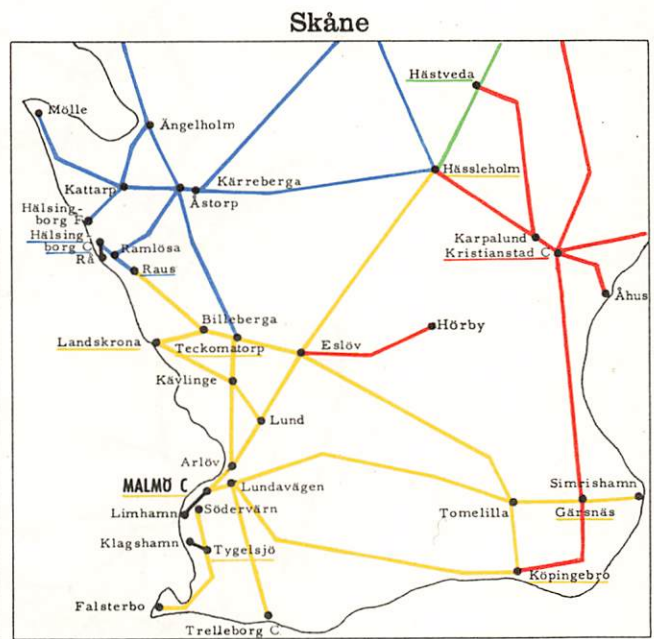 Skåne
Hästveda
Mölle
Ängelholm
Hässleholm
Kärreberga
Kattarp
Åstorp
Hälsing-
borg F
Hälsing-
borg C
Ramlösa
Rå
Raus
Karpalund
Kristianstad C
Åhus
Billeberga
Landskrona
Teckomatorp
Eslöv
Hörby
Kävlinge
Lund
Arlöv
MALMÖ C
Lundavägen
Limhamn
Södervärn
Simrishamn
Tomelilla
Gärsnäs
Klagshamn
Tygelsjö
Köpingebro
Falsterbo
Trelleborg C